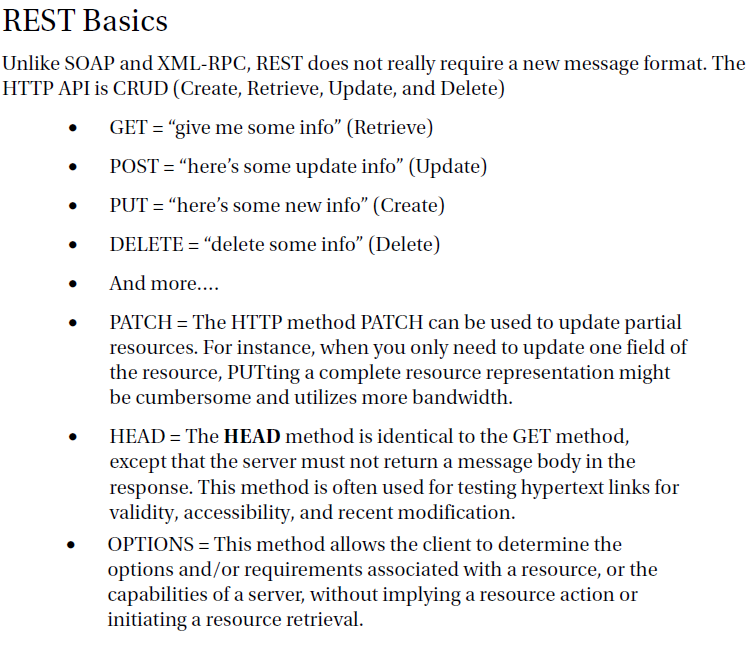 REST Basics
Unlike SOAP and XML-RPC, REST does not really require a new message format. The
HTTP API is CRUD (Create, Retrieve, Update, and Delete)
• GET = “give me some info” (Retrieve)
• POST = “here’s some update info” (Update)
• PUT = “here’s some new info” (Create)
• DELETE = “delete some info” (Delete)
• And more....
• PATCH = The HTTP method PATCH can be used to update partial
resources. For instance, when you only need to update one field of
the resource, PUTting a complete resource representation might
be cumbersome and utilizes more bandwidth.
• HEAD = The HEAD method is identical to the GET method,
except that the server must not return a message body in the
response. This method is often used for testing hypertext links for
validity, accessibility, and recent modification.
• OPTIONS = This method allows the client to determine the
options and/or requirements associated with a resource, or the
capabilities of a server, without implying a resource action or
initiating a resource retrieval.